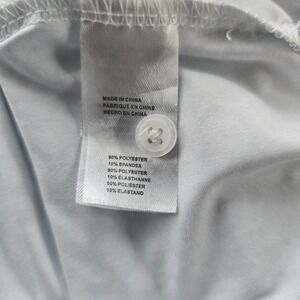 MADE IN CHINA
FABRIQUE EN CHINE
HECHO EN CHINA
90% POLYESTER
10% SPANDEX
90% POLYESTER
10% ELASTHANNE
90% POLIÉSTER
10% ELASTANO